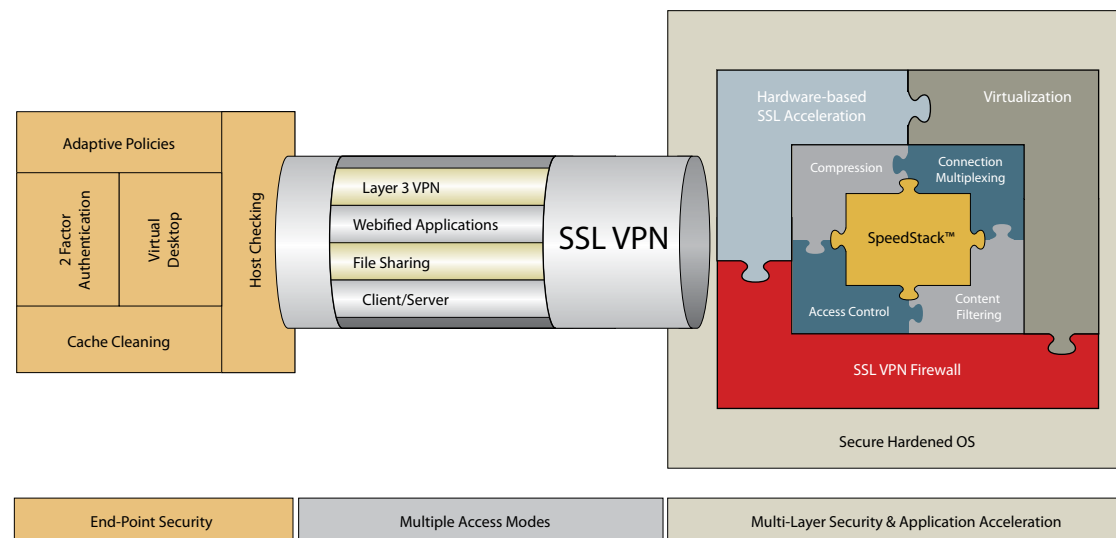 Adaptive Policies
2 Factor
Authentication
Virtual
Desktop
Cache Cleaning
Host Checking
Layer 3 VPN
Webified Applications
File Sharing
Client/Server
SSL VPN
Hardware-based
SSL Acceleration
Virtualization
Compression
Connection
Multiplexing
SpeedStack™
Access Control
Content
Filtering
SSL VPN Firewall
Secure Hardened OS
End-Point Security
Multiple Access Modes
Multi-Layer Security & Application Acceleration